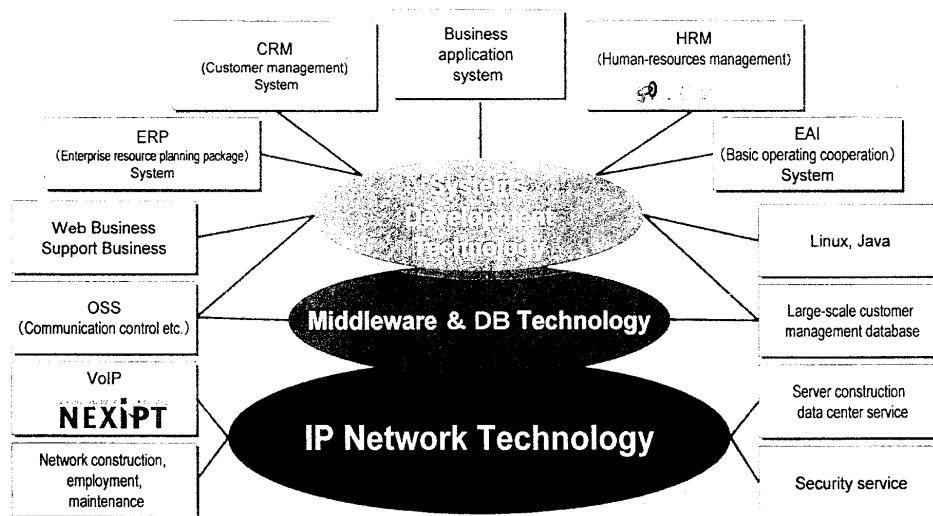 CRM
(Customer management)
System
Business
application
system
HRM
(Human-resources management)
ERP
(Enterprise resource planning package)
System
EAI
(Basic operating cooperation)
System
Systems
Development
Technology
Web Business
Support Business
Linux, Java
OSS
(Communication control etc.)
Middleware & DB Technology
Large-scale customer
management database
VoIP
NEXiPT
Server construction
data center service
IP Network Technology
Network construction,
employment,
maintenance
Security service